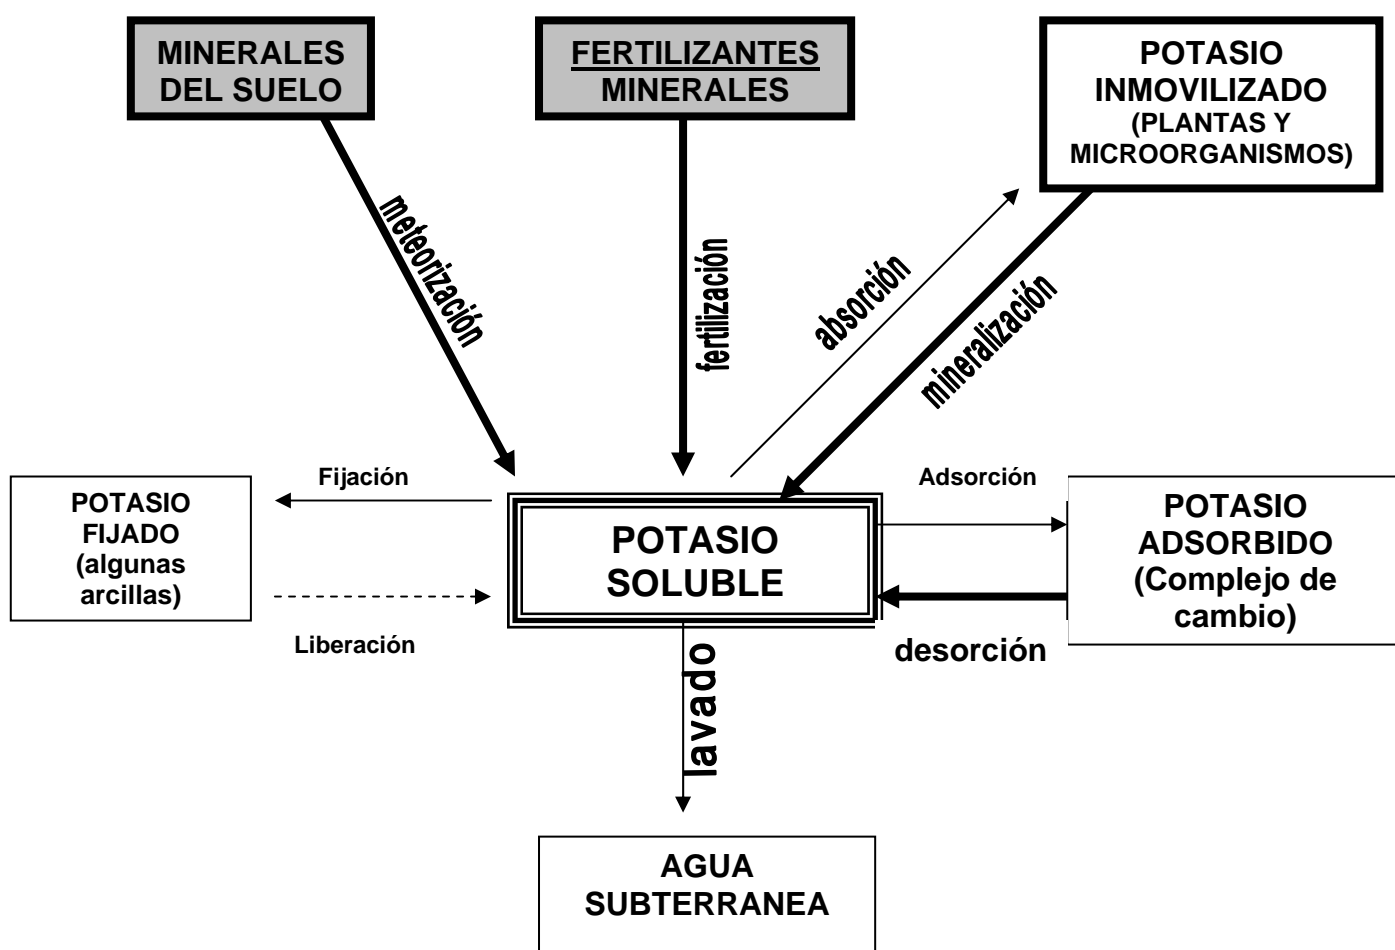 MINERALES
DEL SUELO
FERTILIZANTES
MINERALES
POTASIO
INMOVILIZADO
(PLANTAS Y
MICROORGANISMOS)
meteorización
fertilización
absorción
mineralización
Fijación
Adsorción
POTASIO
FIJADO
(algunas
arcillas)
POTASIO
SOLUBLE
POTASIO
ADSORBIDO
(Complejo de
cambio)
Liberación
desorción
lavado
AGUA
SUBTERRANEA